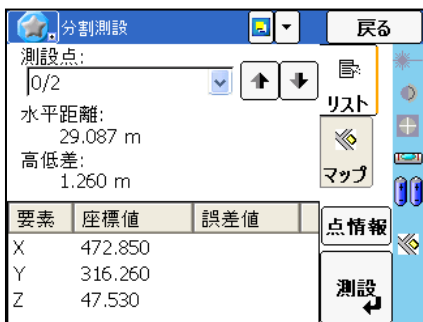 分割測設
戻る
測設点:
0/2
リスト
水平距離:
29.087 m
高低差:
1.260 m
マップ
要素 座標値 誤差値
点情報
X 472.850
Y 316.260
Z 47.530
測設